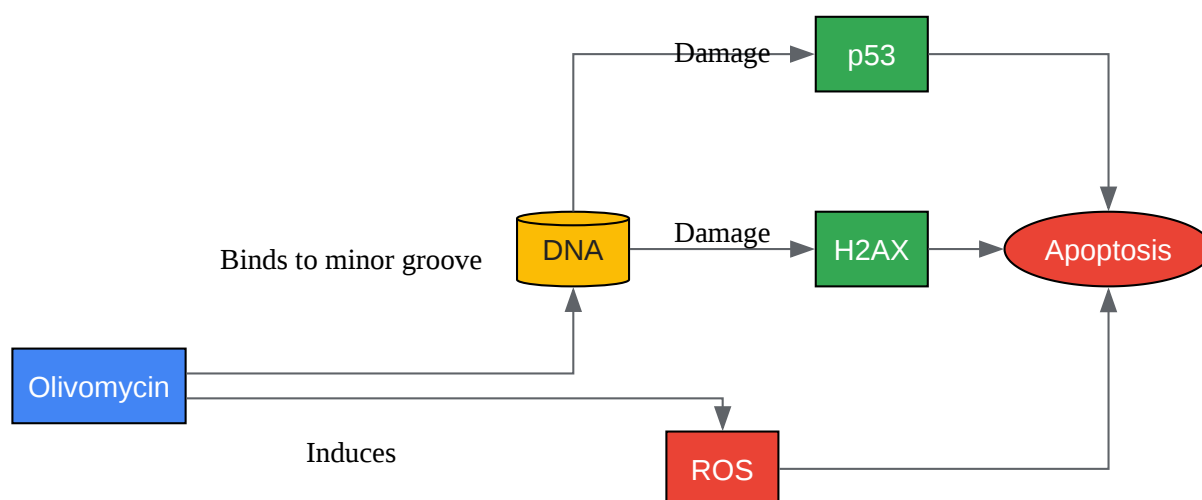 Damage
p53
Damage
DNA
H2AX
Apoptosis
Binds to minor groove
Olivomycin
Induces
ROS